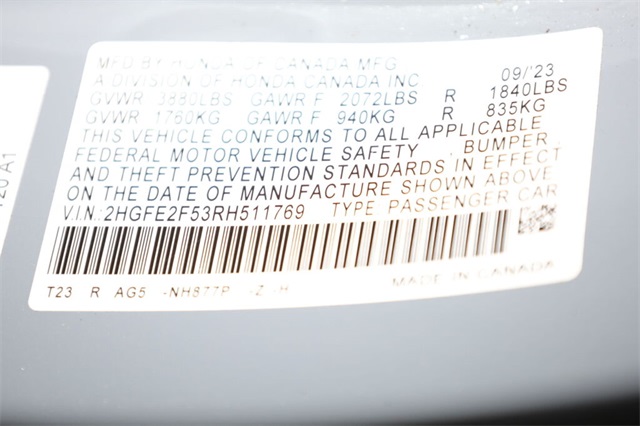 MFD BY HONDA OF CANADA MFG 09/'23
A DIVISION OF HONDA CANADA INC
GVWR 3880LBS GAWR F 2072LBS R 1840LBS
GVWR 1760KG GAWR F 940KG R 835KG
THIS VEHICLE CONFORMS TO ALL APPLICABLE
FEDERAL MOTOR VEHICLE SAFETY BUMPER,
AND THEFT PREVENTION STANDARDS IN EFFECT
ON THE DATE OF MANUFACTURE SHOWN ABOVE
V.I.N.:2HGFE2F53RH511769 TYPE PASSENGER CAR
T23 R AG5 -NH877P -Z -H MADE IN CANADA
120 A1